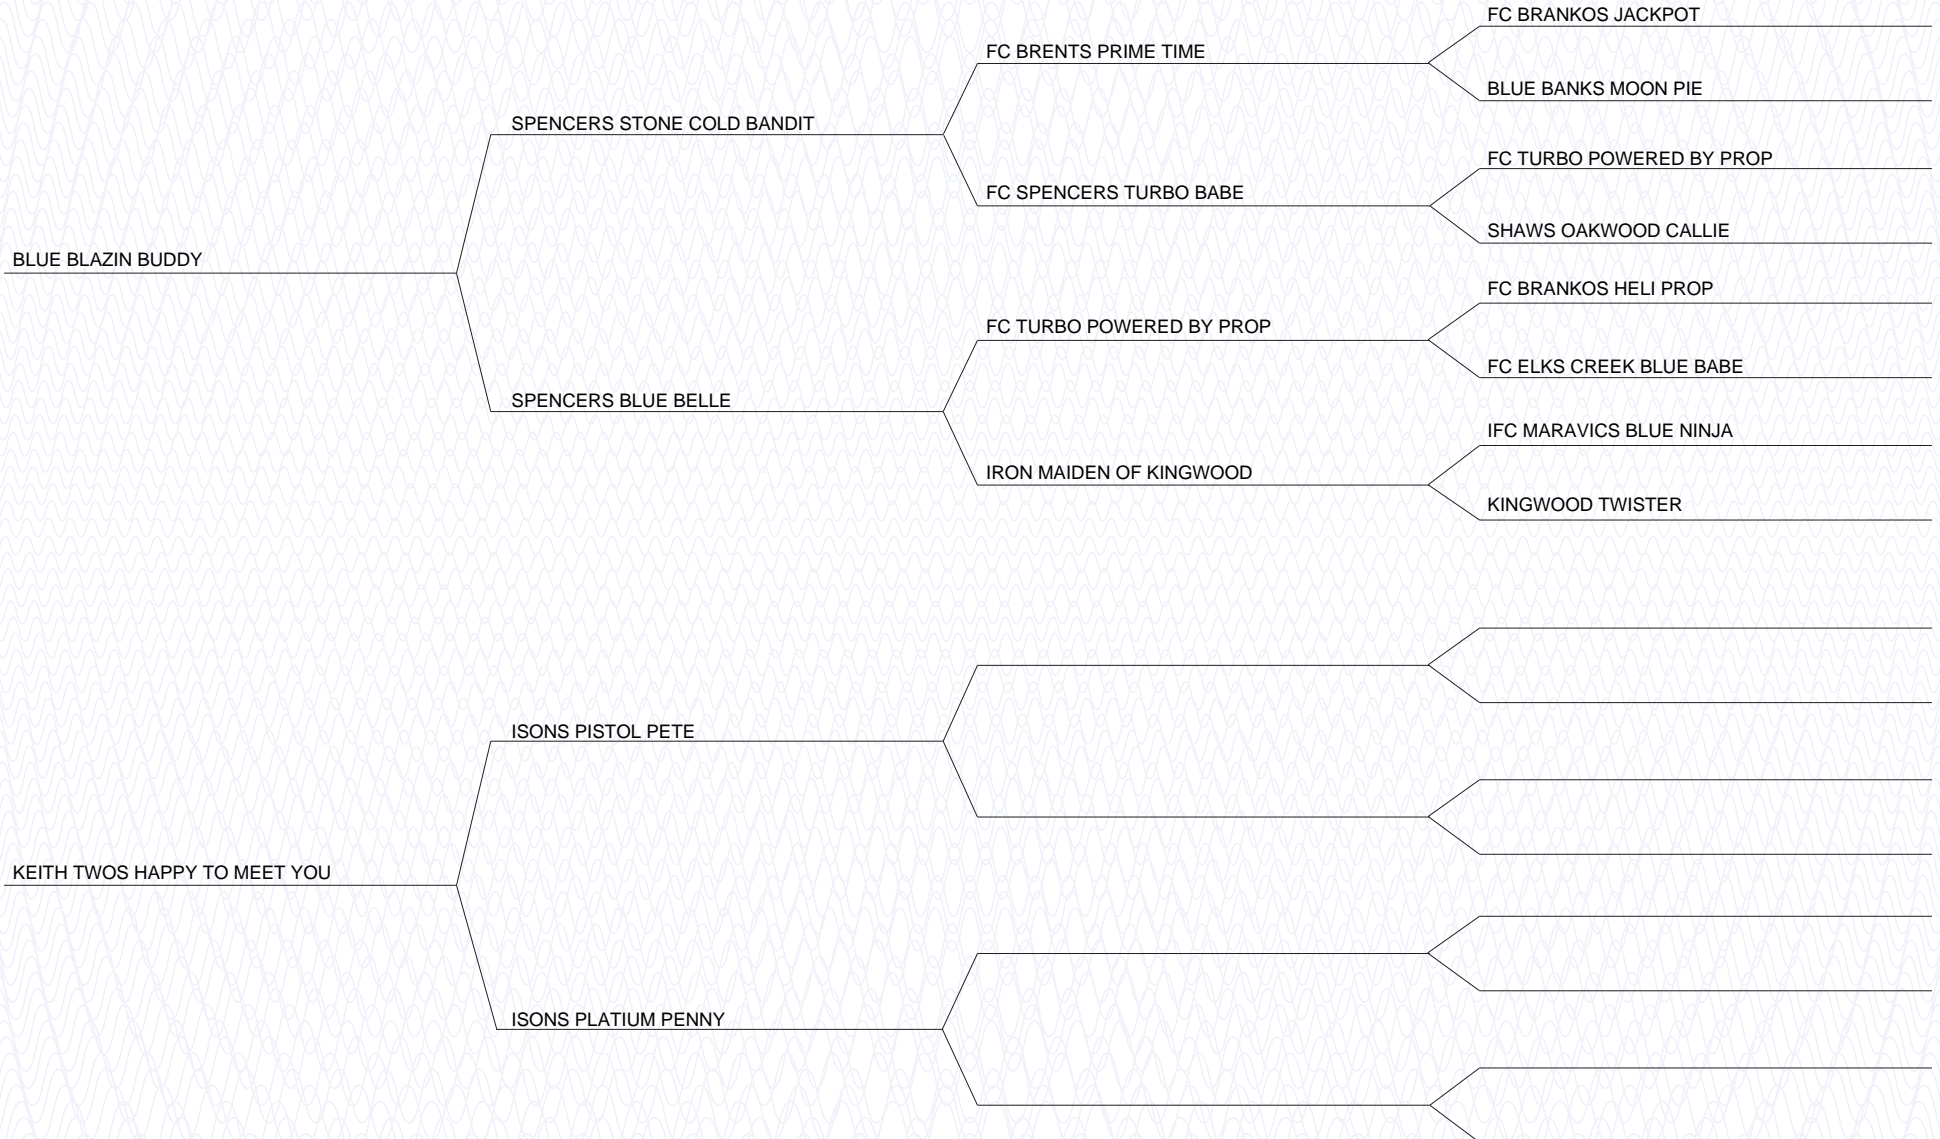 FC BRANKOS JACKPOT
FC BRENTS PRIME TIME
BLUE BANKS MOON PIE
SPENCERS STONE COLD BANDIT
FC TURBO POWERED BY PROP
FC SPENCERS TURBO BABE
SHAWS OAKWOOD CALLIE
BLUE BLAZIN BUDDY
FC BRANKOS HELI PROP
FC TURBO POWERED BY PROP
FC ELKS CREEK BLUE BABE
SPENCERS BLUE BELLE
IFC MARAVICS BLUE NINJA
IRON MAIDEN OF KINGWOOD
KINGWOOD TWISTER
ISONS PISTOL PETE
KEITH TWOS HAPPY TO MEET YOU
ISONS PLATIUM PENNY